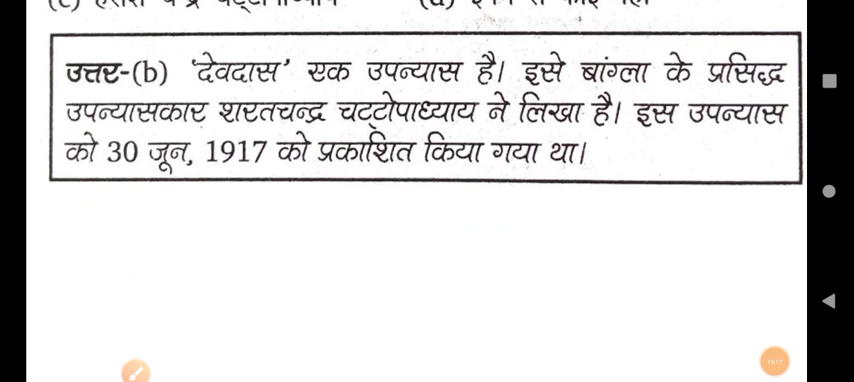 उत्तर-(b) 'देवदास' एक उपन्यास है। इसे बांग्ला के प्रसिद्ध
उपन्यासकार शरतचन्द्र चट्टोपाध्याय ने लिखा है। इस उपन्यास
को 30 जून, 1917 को प्रकाशित किया गया था।